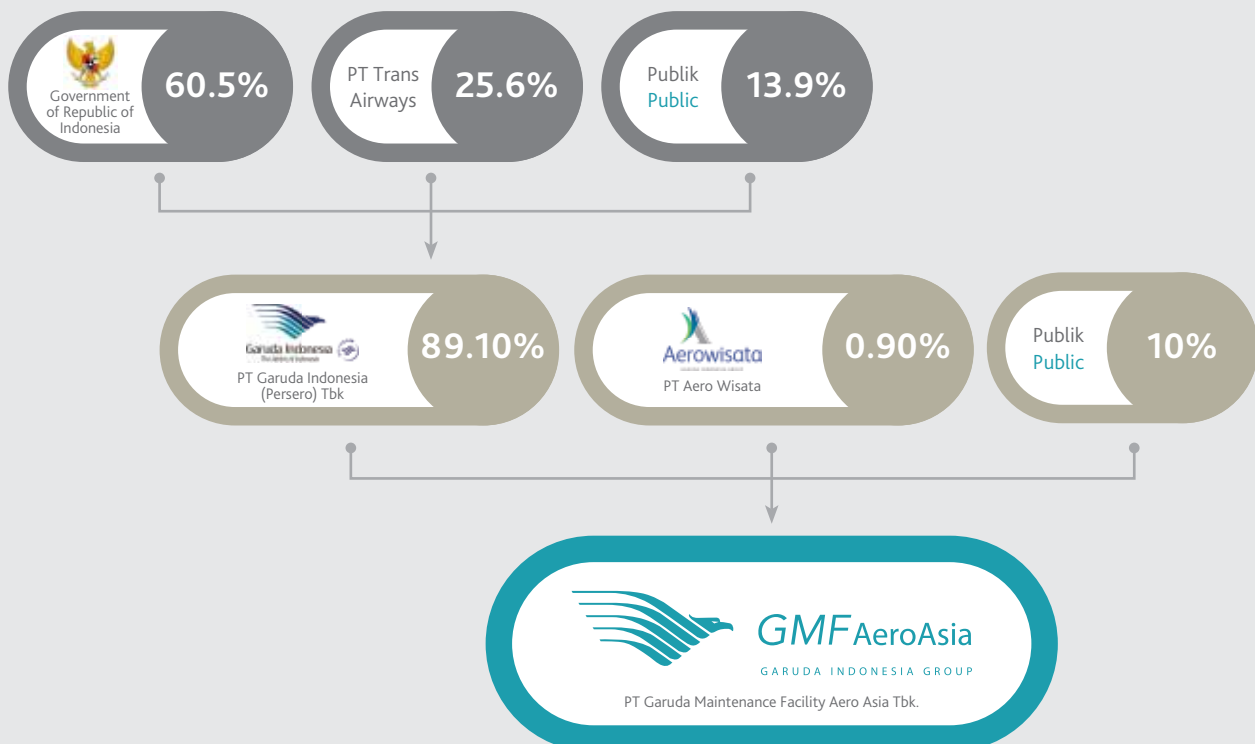 Government
of Republic of
Indonesia
60.5%
PT Trans
Airways
25.6%
Publik
Public
13.9%
Garuda Indonesia
PT Garuda Indonesia
(Persero) Tbk
89.10%
Aerowisata
PT Aero Wisata
0.90%
Publik
Public
10%
GMF AeroAsia
GARUDA INDONESIA GROUP
PT Garuda Maintenance Facility Aero Asia Tbk.